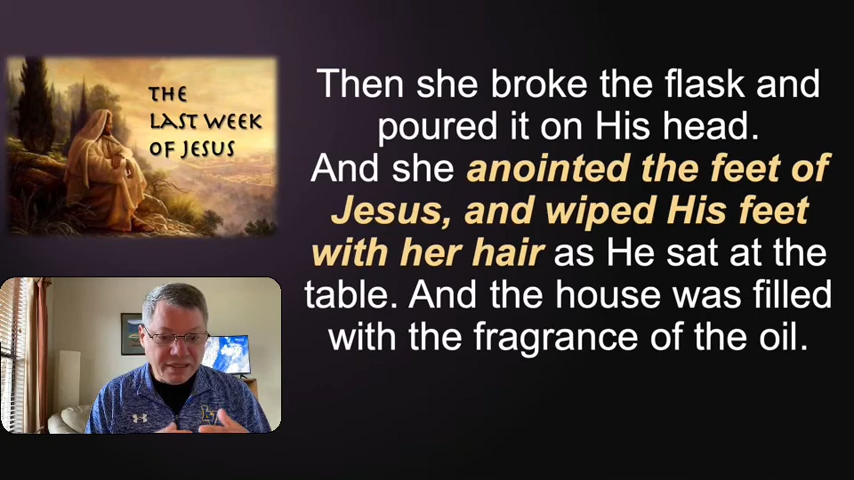 THE
LAST WEEK
OF JESUS
Then she broke the flask and
poured it on His head.
And she anointed the feet of
Jesus, and wiped His feet
with her hair as He sat at the
table. And the house was filled
with the fragrance of the oil.